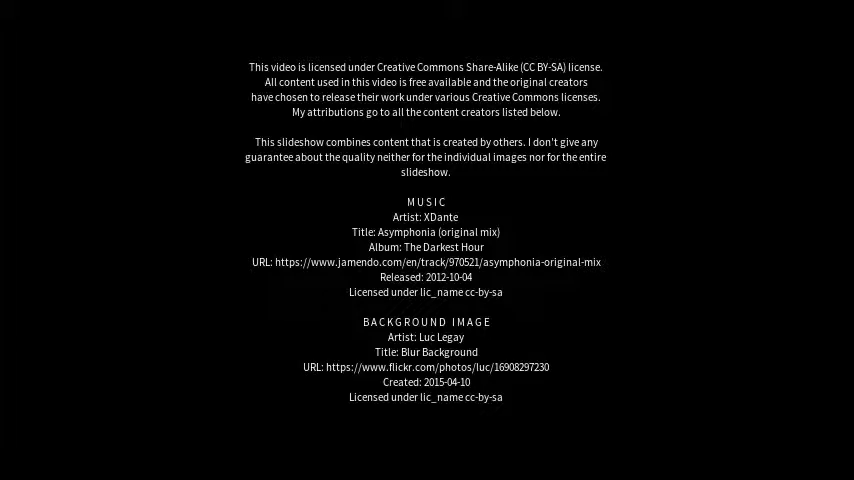 This video is licensed under Creative Commons Share-Alike (CC BY-SA) license.
All content used in this video is free available and the original creators
have chosen to release their work under various Creative Commons licenses.
My attributions go to all the content creators listed below.
This slideshow combines content that is created by others. I don't give any
guarantee about the quality neither for the individual images nor for the entire
slideshow.
MUSIC
Artist: XDante
Title: Asymphonia (original mix)
Album: The Darkest Hour
URL: https://www.jamendo.com/en/track/970521/asymphonia-original-mix
Released: 2012-10-04
Licensed under lic_name cc-by-sa
BACKGROUND IMAGE
Artist: Luc Legay
Title: Blur Background
URL: https://www.flickr.com/photos/luc/16908297230
Created: 2015-04-10
Licensed under lic_name cc-by-sa